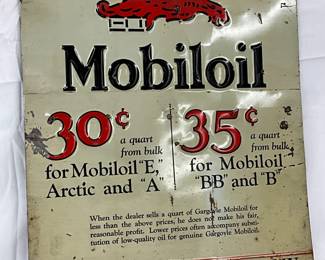 Mobiloil
30¢ a quart from bulk
for Mobiloil "E,"
Arctic and "A"
35¢ a quart from bulk
for Mobiloil
"BB" and "B"
When the dealer sells a quart of Gargoyle Mobiloil for
less than the above prices, he does not make his fair,
reasonable profit. Lower prices often accompany substi-
tution of low-quality oil for genuine Gargoyle Mobiloil.